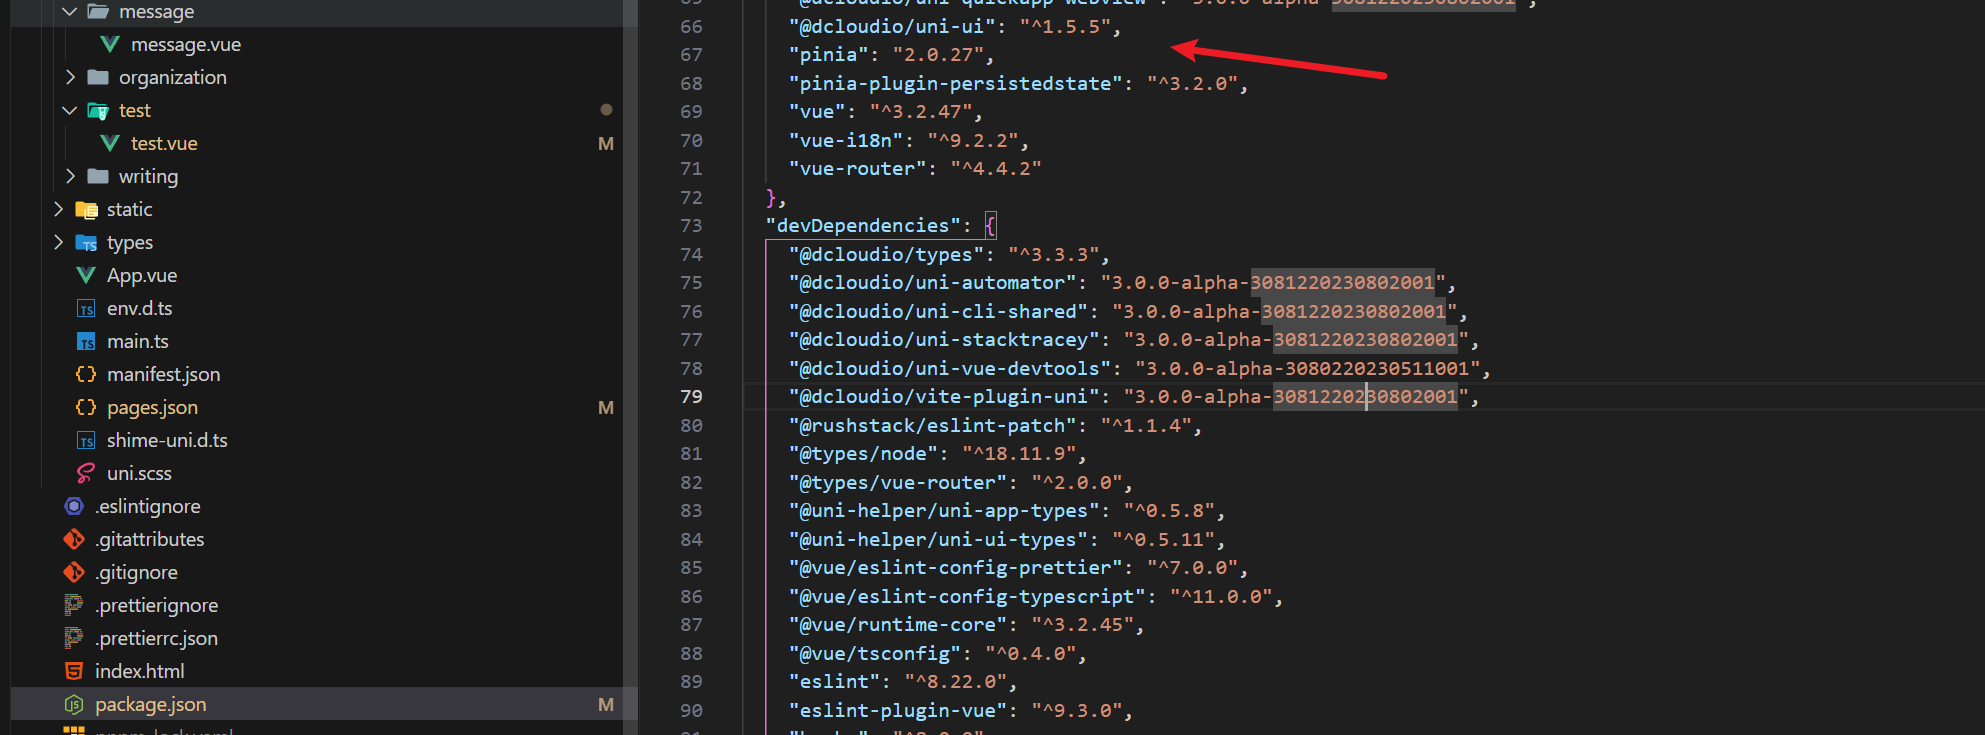 message
message.vue
organization
test
test.vue M
writing
static
types
App.vue
env.d.ts
main.ts
manifest.json
pages.json M
shime-uni.d.ts
uni.scss
.eslintignore
.gitattributes
.gitignore
.prettierignore
.prettierrc.json
index.html
package.json M
66 "@dcloudio/uni-ui": "^1.5.5",
67 "pinia": "2.0.27",
68 "pinia-plugin-persistedstate": "^3.2.0",
69 "vue": "^3.2.47",
70 "vue-i18n": "^9.2.2",
71 "vue-router": "^4.4.2"
72 },
73 "devDependencies": {
74 "@dcloudio/types": "^3.3.3",
75 "@dcloudio/uni-automator": "3.0.0-alpha-3081220230802001",
76 "@dcloudio/uni-cli-shared": "3.0.0-alpha-3081220230802001",
77 "@dcloudio/uni-stacktracey": "3.0.0-alpha-3081220230802001",
78 "@dcloudio/uni-vue-devtools": "3.0.0-alpha-3080220230511001",
79 "@dcloudio/vite-plugin-uni": "3.0.0-alpha-3081220230802001",
80 "@rushstack/eslint-patch": "^1.1.4",
81 "@types/node": "^18.11.9",
82 "@types/vue-router": "^2.0.0",
83 "@uni-helper/uni-app-types": "^0.5.8",
84 "@uni-helper/uni-ui-types": "^0.5.11",
85 "@vue/eslint-config-prettier": "^7.0.0",
86 "@vue/eslint-config-typescript": "^11.0.0",
87 "@vue/runtime-core": "^3.2.45",
88 "@vue/tsconfig": "^0.4.0",
89 "eslint": "^8.22.0",
90 "eslint-plugin-vue": "^9.3.0",